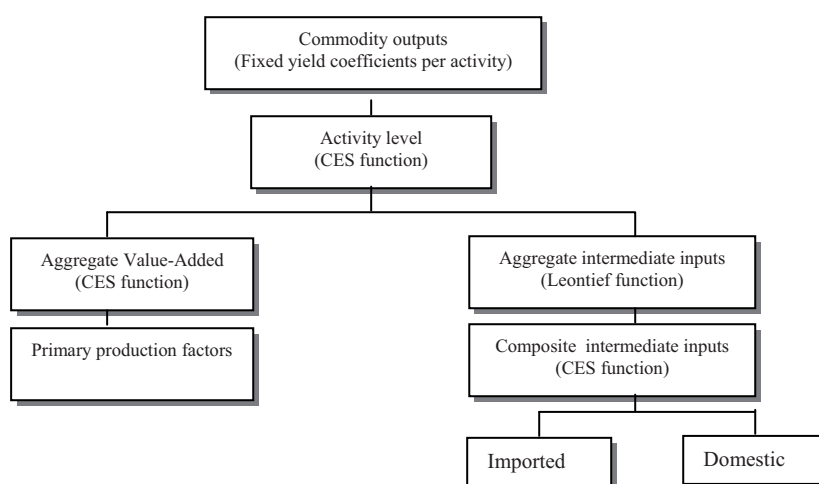 Commodity outputs
(Fixed yield coefficients per activity)
Activity level
(CES function)
Aggregate Value-Added
(CES function)
Aggregate intermediate inputs
(Leontief function)
Primary production factors
Composite intermediate inputs
(CES function)
Imported
Domestic